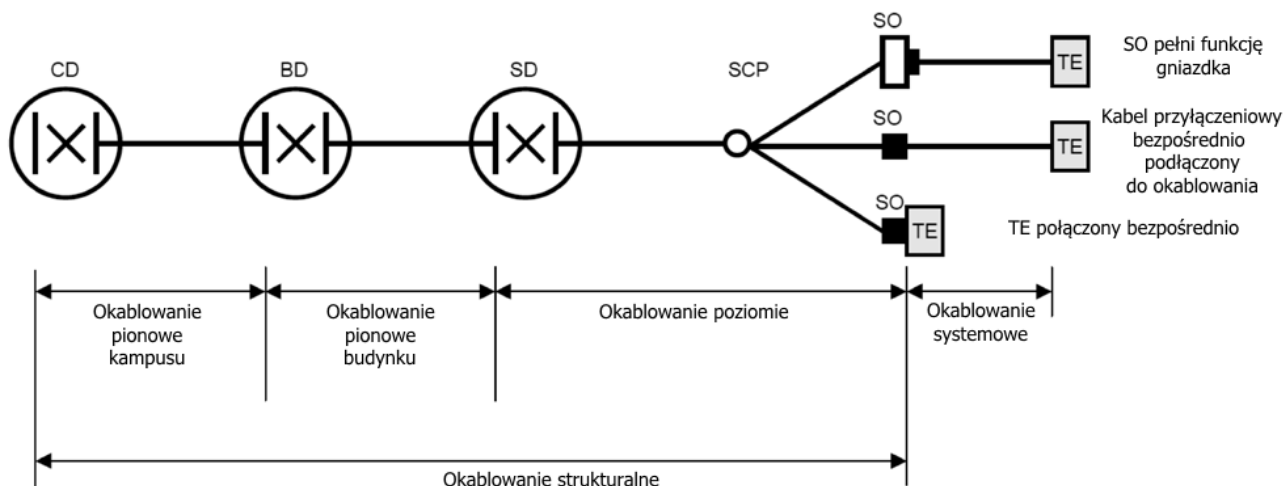 SO
SO pełni funkcję
gniazdka
TE
CD
BD
SD
SCP
SO
Kabel przyłączeniowy
bezpośrednio
podłączony
do okablowania
TE
SO
TE
TE połączony bezpośrednio
Okablowanie
pionowe
kampusu
Okablowanie
pionowe
budynku
Okablowanie poziomie
Okablowanie
systemowe
Okablowanie strukturalne